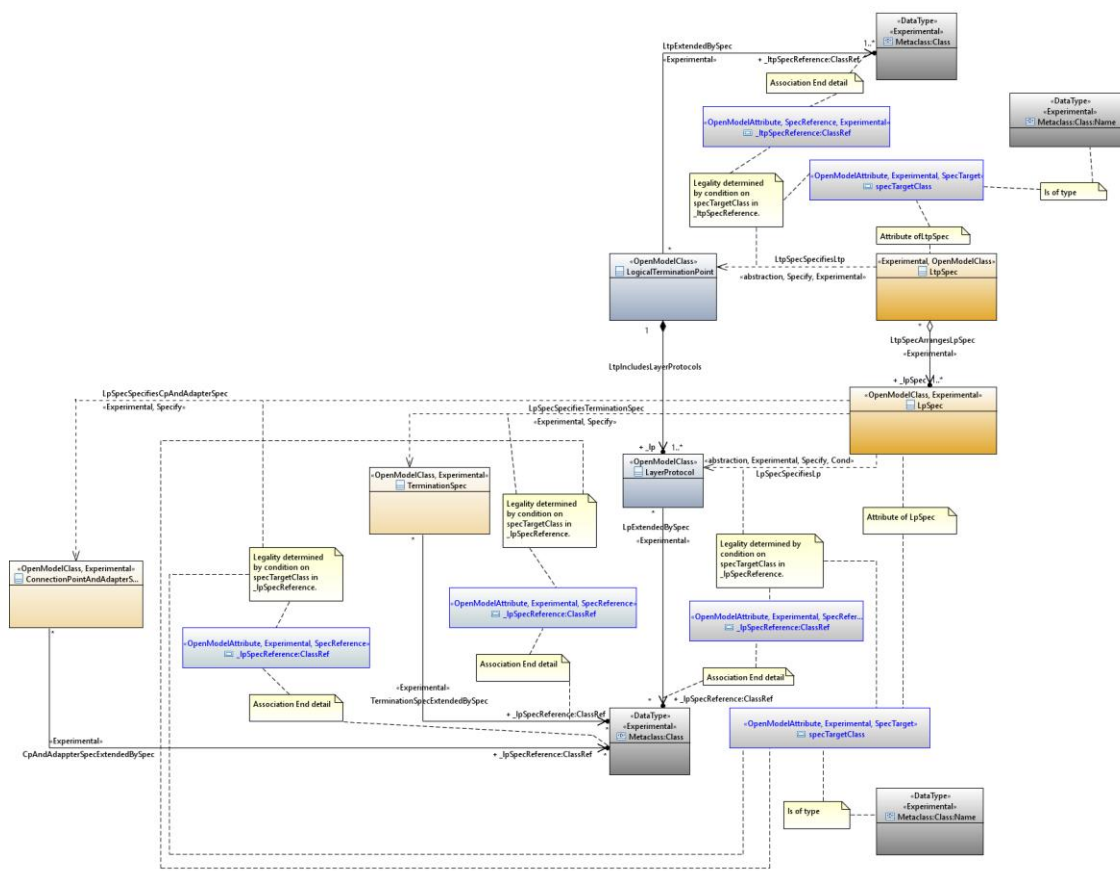 «DataType»
«Experimental»
Metaclass:Class
LtpExtendedBySpec
1..*
«Experimental»
+ _ltpSpecReference:ClassRef
Association End detail
«DataType»
«Experimental»
Metaclass:Class:Name
«OpenModelAttribute, SpecReference, Experimental»
_ltpSpecReference:ClassRef
Legality determined
by condition on
specTargetClass in
_ltpSpecReference.
«OpenModelAttribute, Experimental, SpecTarget»
specTargetClass
Is of type
Attribute ofLtpSpec
*
«OpenModelClass»
LogicalTerminationPoint
LtpSpecSpecifiesLtp
«abstraction, Specify, Experimental»
«Experimental, OpenModelClass»
LtpSpec
1
*
LtpSpecArrangesLpSpec
«Experimental»
LtpIncludesLayerProtocols
+ _lpSpec 1..*
LpSpecSpecifiesCpAndAdapterSpec
«Experimental, Specify»
LpSpecSpecifiesTerminationSpec
«Experimental, Specify»
«OpenModelClass, Experimental»
LpSpec
+ _lp 1..*
«OpenModelClass, Experimental»
TerminationSpec
*
«OpenModelClass»
LayerProtocol
*
«abstraction, Experimental, Specify, Cond»
LpSpecSpecifiesLp
Legality determined
by condition on
specTargetClass in
_lpSpecReference.
Attribute of LpSpec
LpExtendedBySpec
«Experimental»
Legality determined
by condition on
specTargetClass in
_lpSpecReference.
Legality determined by
condition on
specTargetClass in
_lpSpecReference.
«OpenModelClass, Experimental»
ConnectionPointAndAdapterS...
*
«OpenModelAttribute, Experimental, SpecReference»
_lpSpecReference:ClassRef
«OpenModelAttribute, Experimental, SpecRefer...
_lpSpecReference:ClassRef
«OpenModelAttribute, Experimental, SpecReference»
_lpSpecReference:ClassRef
Association End detail
Association End detail
Association End detail
«Experimental»
TerminationSpecExtendedBySpec
*
+ _lpSpecReference:ClassRef
+ _lpSpecReference:ClassRef
*
«DataType»
«Experimental»
Metaclass:Class
«OpenModelAttribute, Experimental, SpecTarget»
specTargetClass
«Experimental»
CpAndAdappterSpecExtendedBySpec
+ _lpSpecReference:ClassRef
*
Is of type
«DataType»
«Experimental»
Metaclass:Class:Name